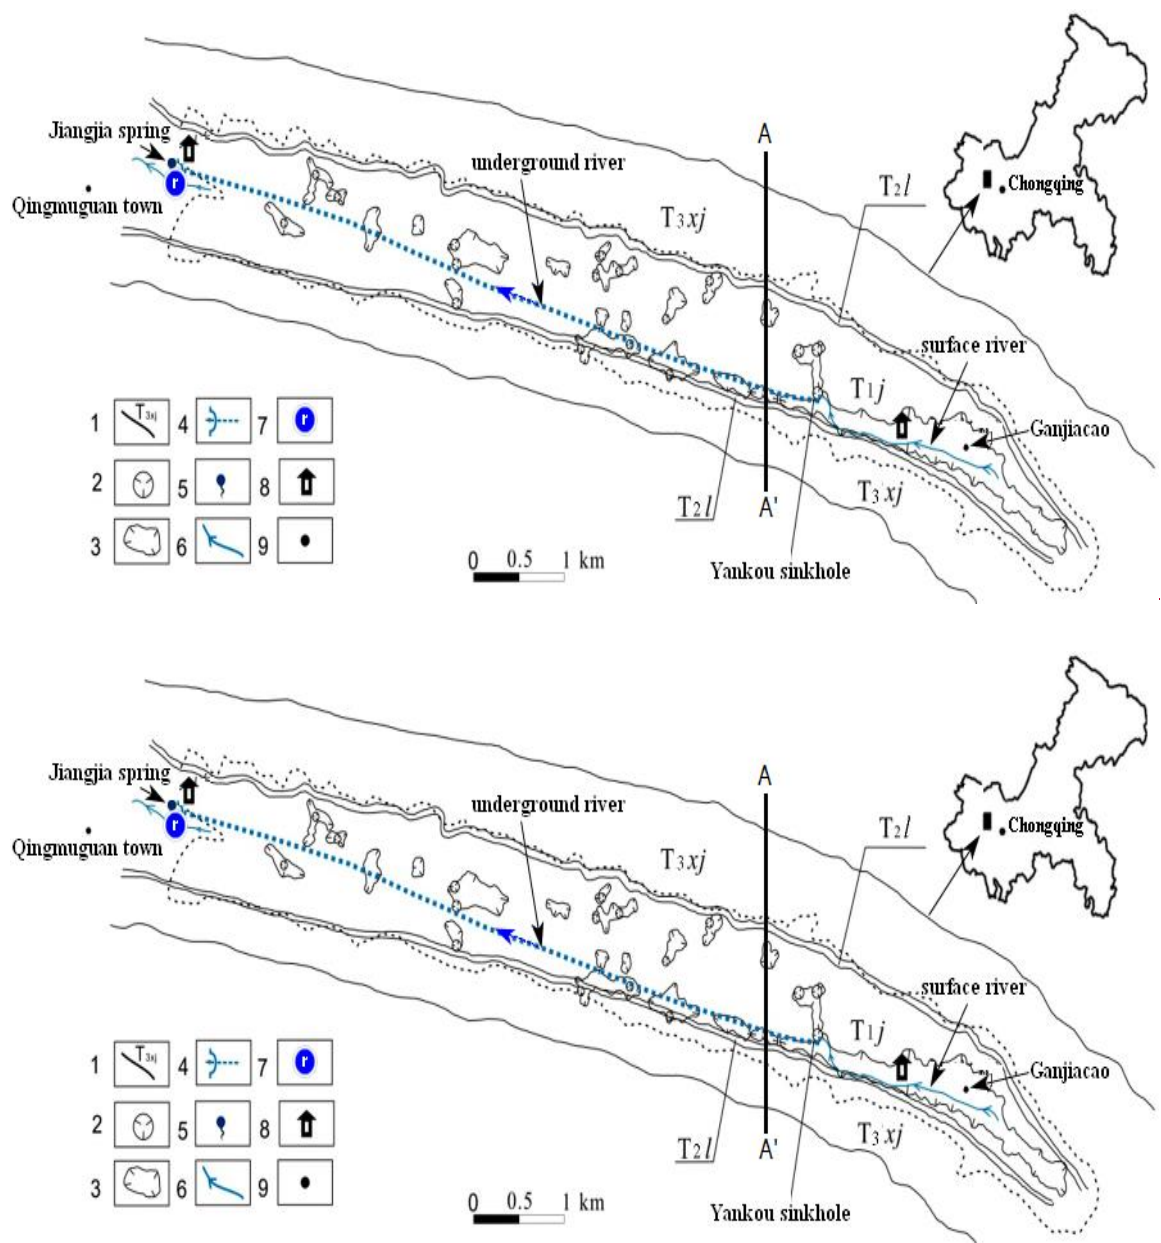 A
Jiangjia spring
underground river
r
Chongqing
T2l
Qingmuguan town
T3xj
surface river
T1j
Ganjiacao
1 T3xj 4 7 r
2 5 8
T3xj
T2l
A'
3 6 9
0 0.5 1 km
Yankou sinkhole
A
Jiangjia spring
underground river
r
Chongqing
T2l
Qingmuguan town
T3xj
surface river
T1j
Ganjiacao
1 T3xj 4 7 r
2 5 8
T3xj
T2l
A'
3 6 9
0 0.5 1 km
Yankou sinkhole